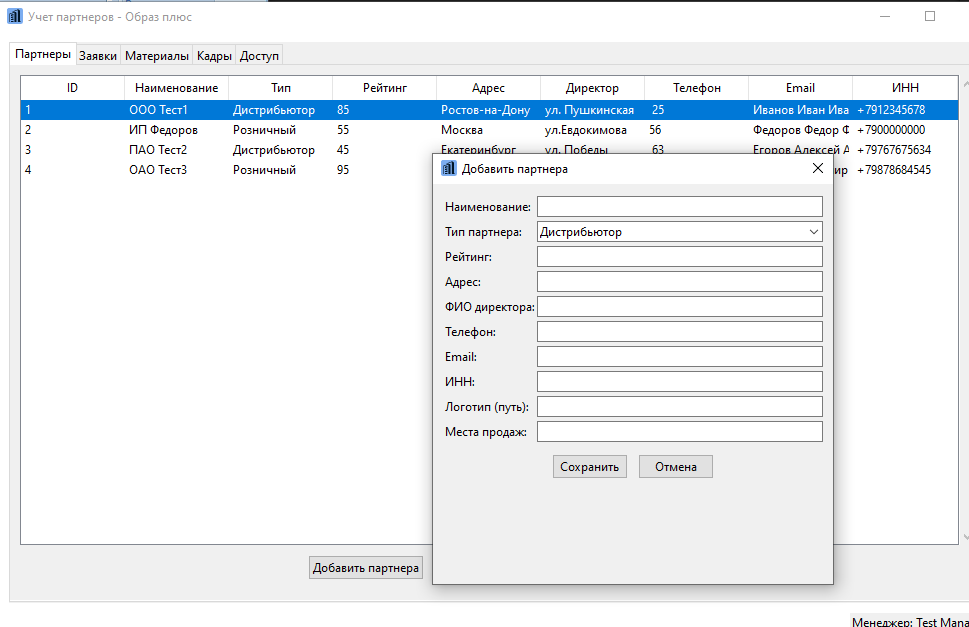 Учет партнеров - Образ плюс
Партнеры Заявки Материалы Кадры Доступ
ID Наименование Тип Рейтинг Адрес Директор Телефон Email ИНН
1 ООО Тест1 Дистрибьютор 85 Ростов-на-Дону ул. Пушкинская 25 Иванов Иван Ива +7912345678
2 ИП Федоров Розничный 55 Москва ул.Евдокимова 56 Федоров Федор Ф +7900000000
3 ПАО Тест2 Дистрибьютор 45 Екатеринбург ул. Победы 63 Егоров Алексей А +79767675634
4 ОАО Тест3 Розничный 95 ир +79878684545
Добавить партнера
Наименование:
Тип партнера: Дистрибьютор
Рейтинг:
Адрес:
ФИО директора:
Телефон:
Email:
ИНН:
Логотип (путь):
Места продаж:
Сохранить Отмена
Добавить партнера
Менеджер: Test Mana